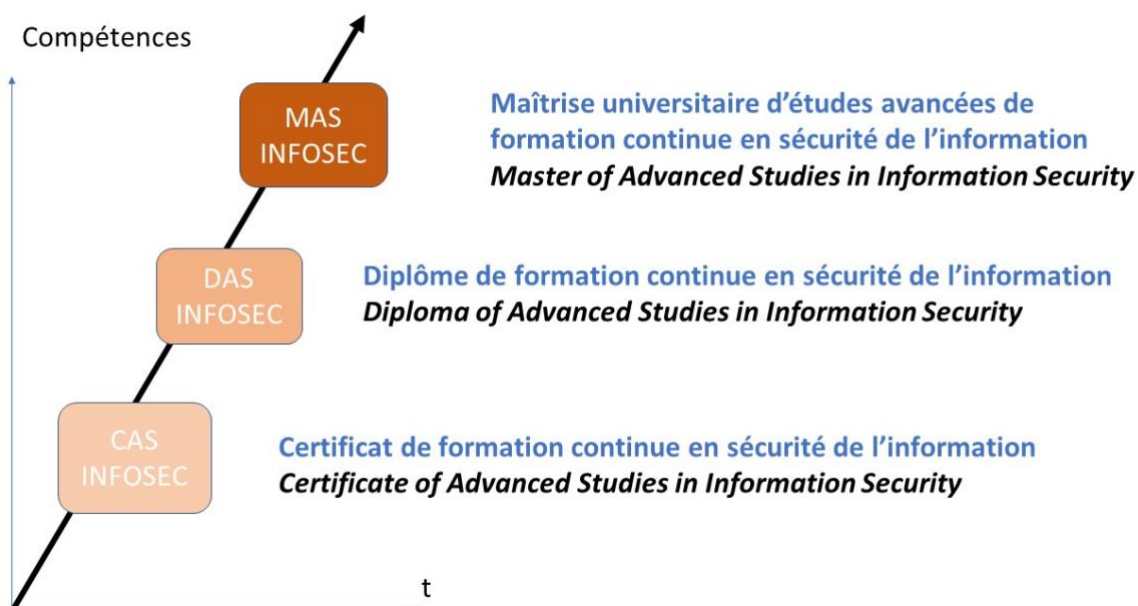 Compétences
MAS
INFOSEC
Maîtrise universitaire d’études avancées de
formation continue en sécurité de l’information
Master of Advanced Studies in Information Security
DAS
INFOSEC
Diplôme de formation continue en sécurité de l’information
Diploma of Advanced Studies in Information Security
CAS
INFOSEC
Certificat de formation continue en sécurité de l’information
Certificate of Advanced Studies in Information Security
t